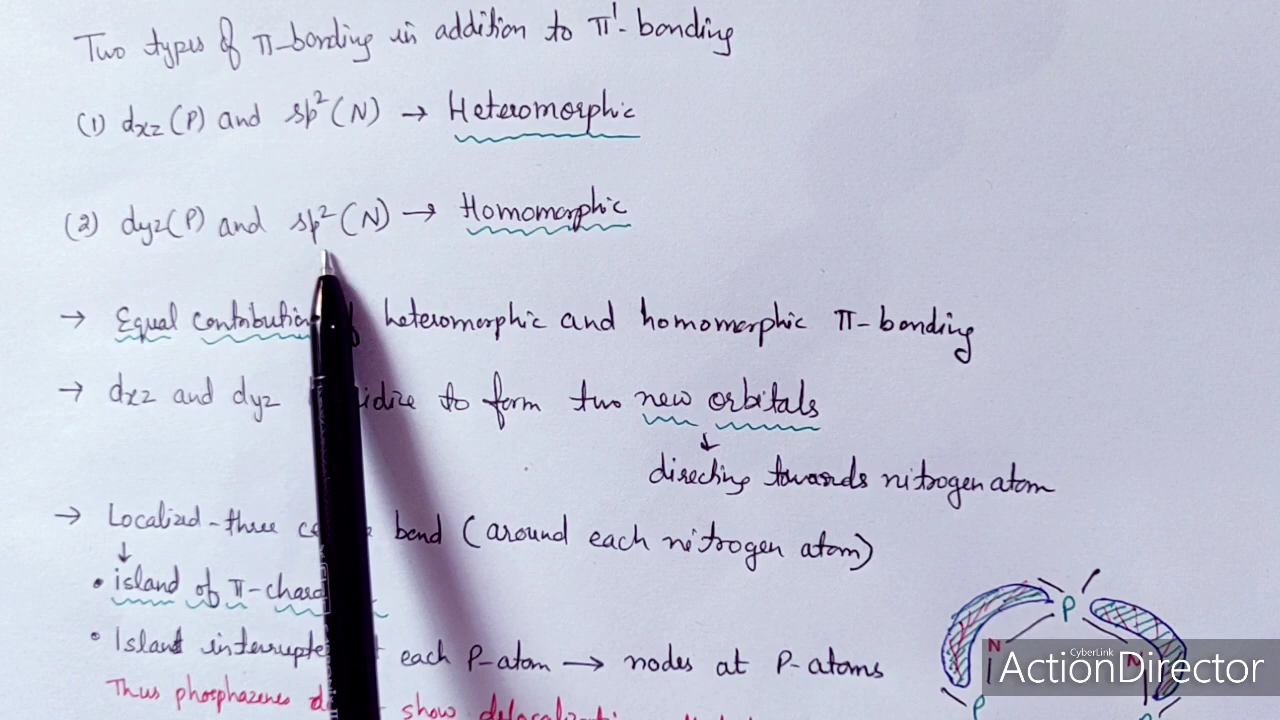 Two types of π-bonding in addition to π'-bonding
(1) dxz (P) and sp² (N) → Heteromorphic
(2) dyz (P) and sp² (N) → Homomorphic
→ Equal contribution heteromorphic and homomorphic π-bonding
→ dxz and dyz to form two new orbitals
↓
directing towards nitrogen atom
→ Localized-three bond (around each nitrogen atom)
↓
• island of π-
• Island each P-atom → nodes at P-atoms
Thus phosphazenes show
P
N
N
P
CyberLink
ActionDirector